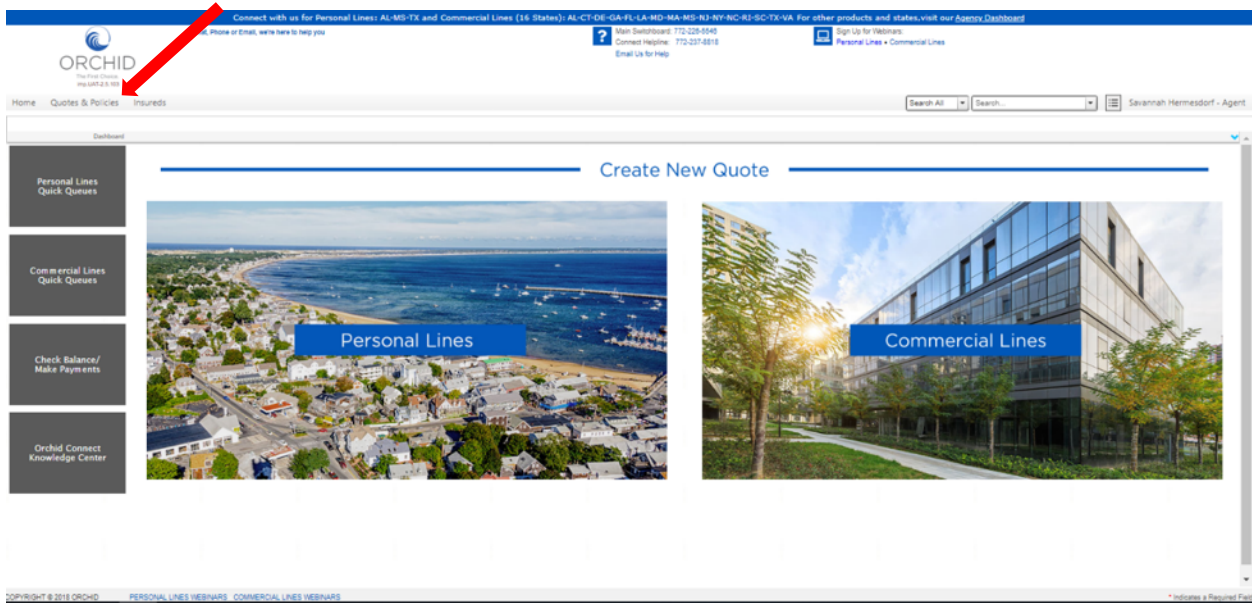 Connect with us for Personal Lines: AL-MS-TX and Commercial Lines (16 States): AL-CT-DE-GA-FL-LA-MD-MA-MS-NJ-NY-NC-RI-SC-TX-VA For other products and states,visit our Agency Dashboard
Phone or Email, we're here to help you
? Main Switchboard:
Connect Helpline:
Email Us for Help
Sign Up for Webinars:
Personal Lines • Commercial Lines
ORCHID
The First Choice.
Home Quotes & Policies Insureds
Search All Search... Savannah Hermesdorf - Agent
Dashboard
Personal Lines
Quick Queues
Commercial Lines
Quick Queues
Check Balance/
Make Payments
Orchid Connect
Knowledge Center
Create New Quote
Personal Lines
Commercial Lines
COPYRIGHT © 2018 ORCHID PERSONAL LINES WEBINARS COMMERCIAL LINES WEBINARS
* Indicates a Required Field